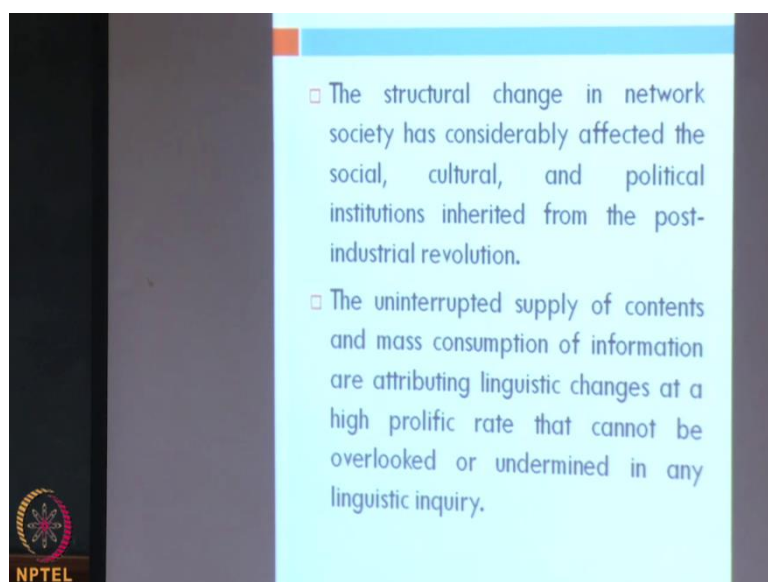 The structural change in network
society has considerably affected the
social, cultural, and political
institutions inherited from the post-
industrial revolution.
The uninterrupted supply of contents
and mass consumption of information
are attributing linguistic changes at a
high prolific rate that cannot be
overlooked or undermined in any
linguistic inquiry.
NPTEL